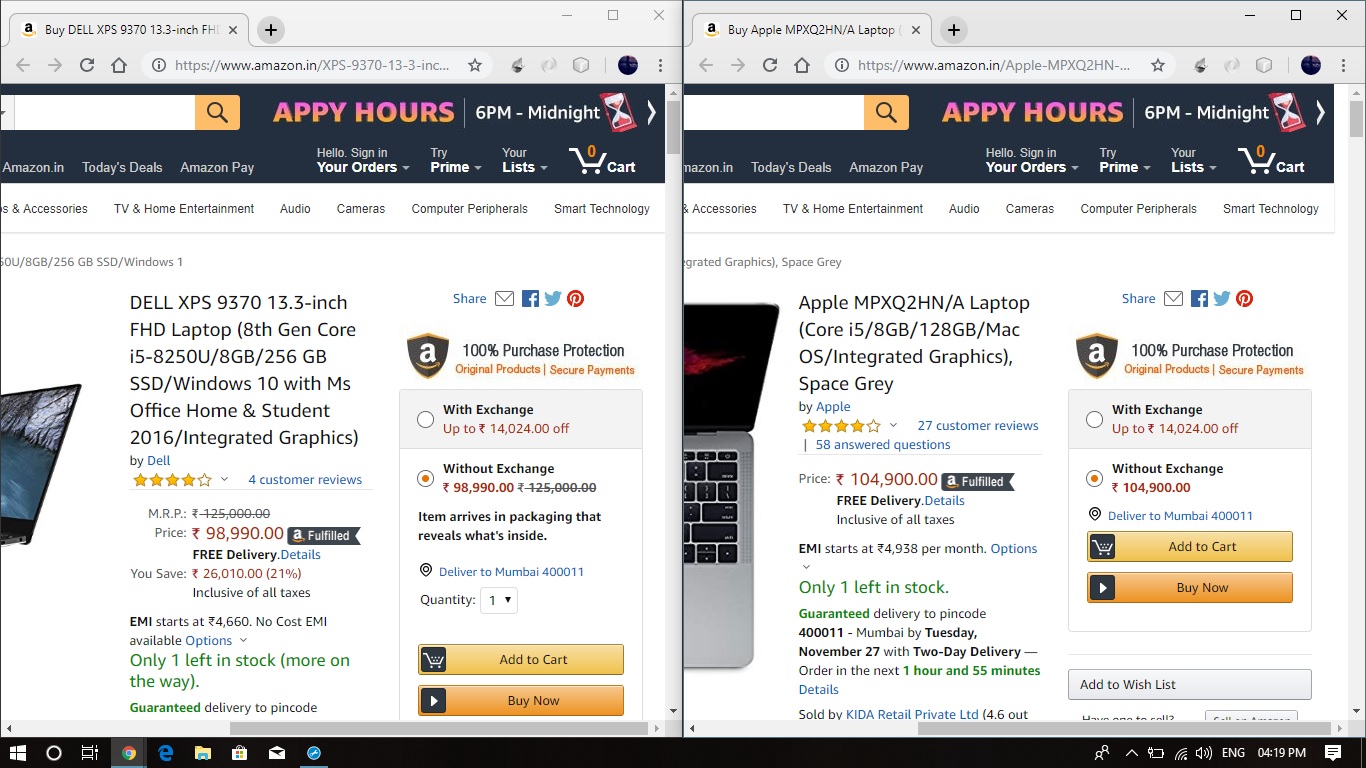 Buy DELL XPS 9370 13.3-inch FHD
https://www.amazon.in/XPS-9370-13-3-inc...
APPY HOURS
6PM - Midnight
Amazon.in Today's Deals Amazon Pay
Hello. Sign in
Your Orders
Try
Prime
Your
Lists
0
Cart
s & Accessories TV & Home Entertainment Audio Cameras Computer Peripherals Smart Technology
50U/8GB/256 GB SSD/Windows 1
DELL XPS 9370 13.3-inch
FHD Laptop (8th Gen Core
i5-8250U/8GB/256 GB
SSD/Windows 10 with Ms
Office Home & Student
2016/Integrated Graphics)
by Dell
4 customer reviews
M.R.P.: ₹ 125,000.00
Price: ₹ 98,990.00 a Fulfilled
FREE Delivery.Details
You Save: ₹ 26,010.00 (21%)
Inclusive of all taxes
EMI starts at ₹4,660. No Cost EMI
available Options
Only 1 left in stock (more on
the way).
Guaranteed delivery to pincode
Share
a
100% Purchase Protection
Original Products | Secure Payments
With Exchange
Up to ₹ 14,024.00 off
Without Exchange
₹ 98,990.00 ₹ 125,000.00
Item arrives in packaging that
reveals what's inside.
Deliver to Mumbai 400011
Quantity: 1
Add to Cart
Buy Now
Buy Apple MPXQ2HN/A Laptop (
https://www.amazon.in/Apple-MPXQ2HN-...
APPY HOURS
6PM - Midnight
mazon.in Today's Deals Amazon Pay
Hello. Sign in
Your Orders
Try
Prime
Your
Lists
0
Cart
& Accessories TV & Home Entertainment Audio Cameras Computer Peripherals Smart Technology
egrated Graphics), Space Grey
Apple MPXQ2HN/A Laptop
(Core i5/8GB/128GB/Mac
OS/Integrated Graphics),
Space Grey
by Apple
27 customer reviews
| 58 answered questions
Price: ₹ 104,900.00 a Fulfilled
FREE Delivery.Details
Inclusive of all taxes
EMI starts at ₹4,938 per month. Options
Only 1 left in stock.
Guaranteed delivery to pincode
400011 - Mumbai by Tuesday,
November 27 with Two-Day Delivery —
Order in the next 1 hour and 55 minutes
Details
Sold by KIDA Retail Private Ltd (4.6 out
Share
a
100% Purchase Protection
Original Products | Secure Payments
With Exchange
Up to ₹ 14,024.00 off
Without Exchange
₹ 104,900.00
Deliver to Mumbai 400011
Add to Cart
Buy Now
Add to Wish List
Have one to sell? Sell on Amazon
ENG 04:19 PM